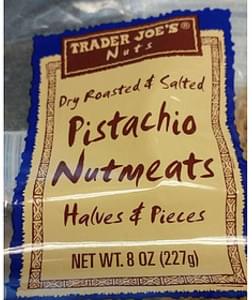 TRADER JOE'S®
Nuts
Dry Roasted & Salted
Pistachio
Nutmeats
Halves & Pieces
NET WT. 8 OZ (227g)